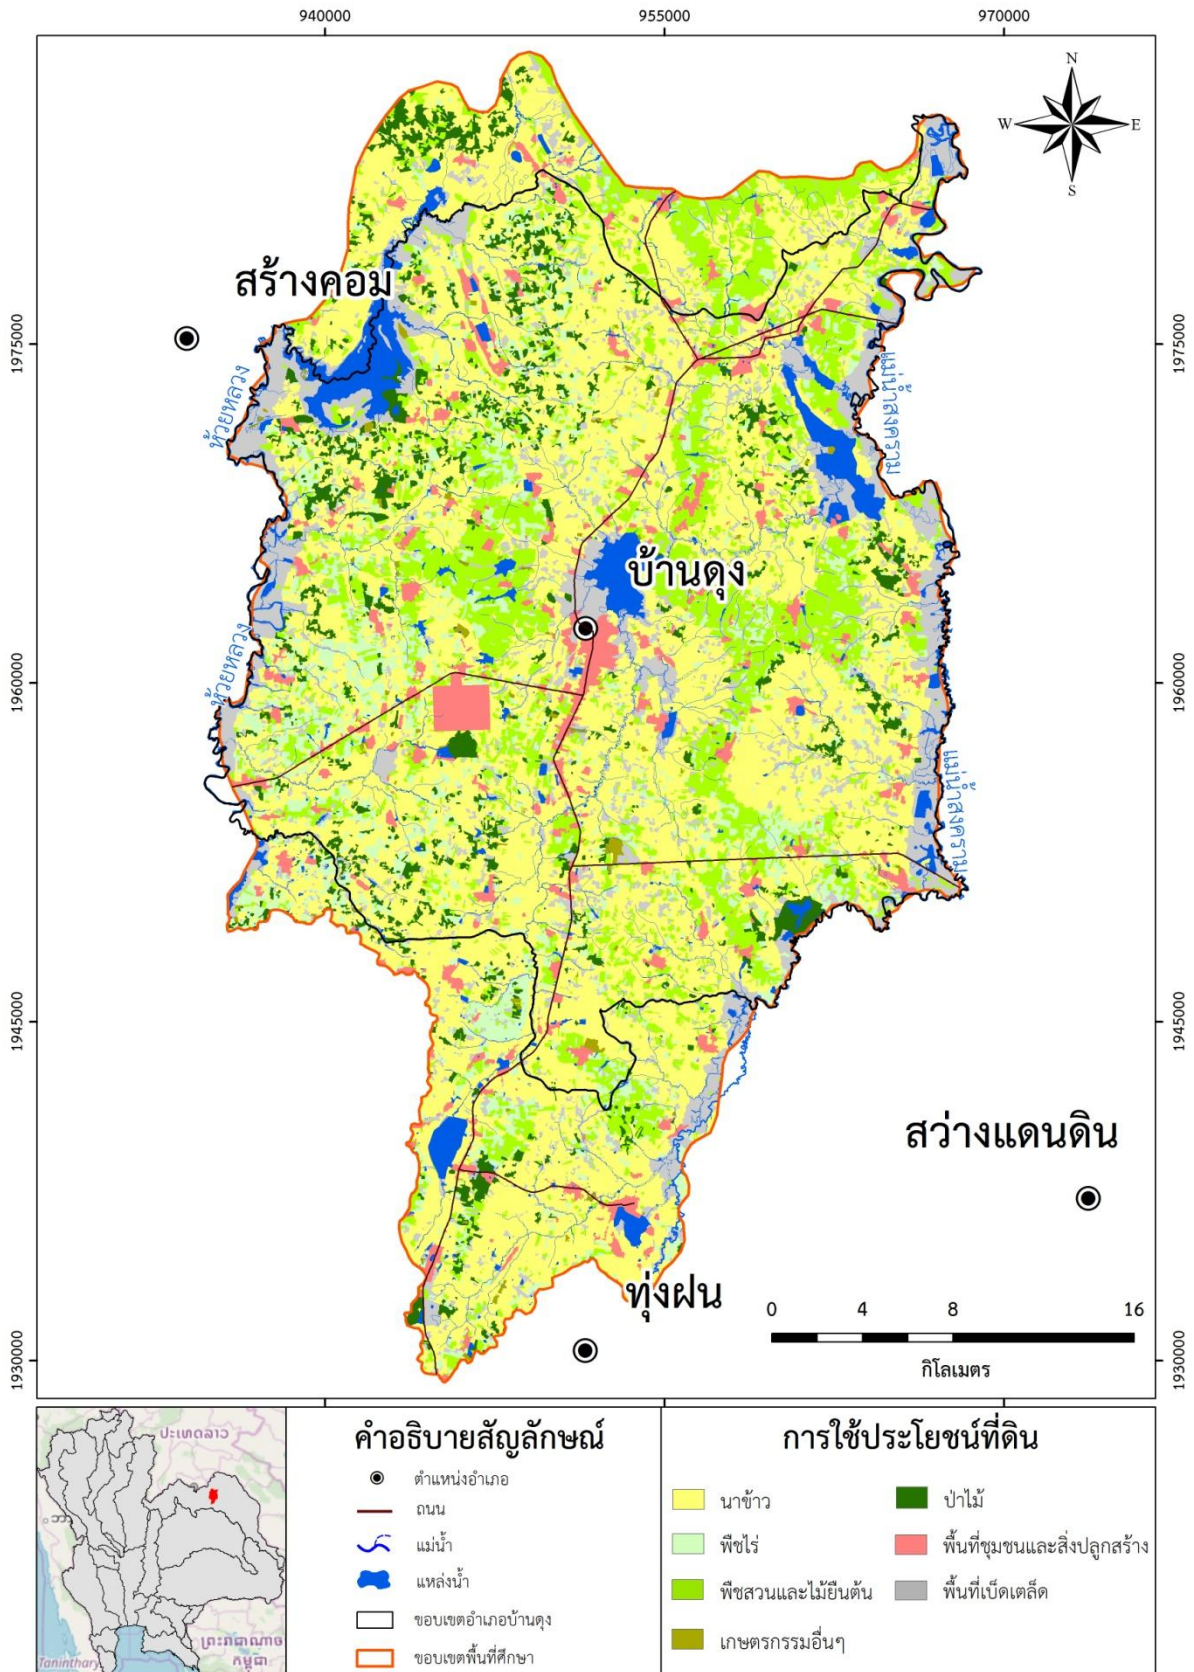 940000
955000
970000
N
W
E
S
สร้างคอม
1975000
1975000
ห้วยหลวง
แม่น้ำสงคราม
บ้านดุง
1960000
1960000
ห้วยหลวง
แม่น้ำสงคราม
1945000
1945000
สว่างแดนดิน
ทุ่งฝน
0 4 8 16
กิโลเมตร
1930000
1930000
ປະເທດລາວ
Taninthary
คำอธิบายสัญลักษณ์
ตำแหน่งอำเภอ
ถนน
แม่น้ำ
แหล่งน้ำ
ขอบเขตอำเภอบ้านดุง
ขอบเขตพื้นที่ศึกษา
การใช้ประโยชน์ที่ดิน
นาข้าว
พืชไร่
พืชสวนและไม้ยืนต้น
เกษตรกรรมอื่นๆ
ป่าไม้
พื้นที่ชุมชนและสิ่งปลูกสร้าง
พื้นที่เบ็ดเตล็ด